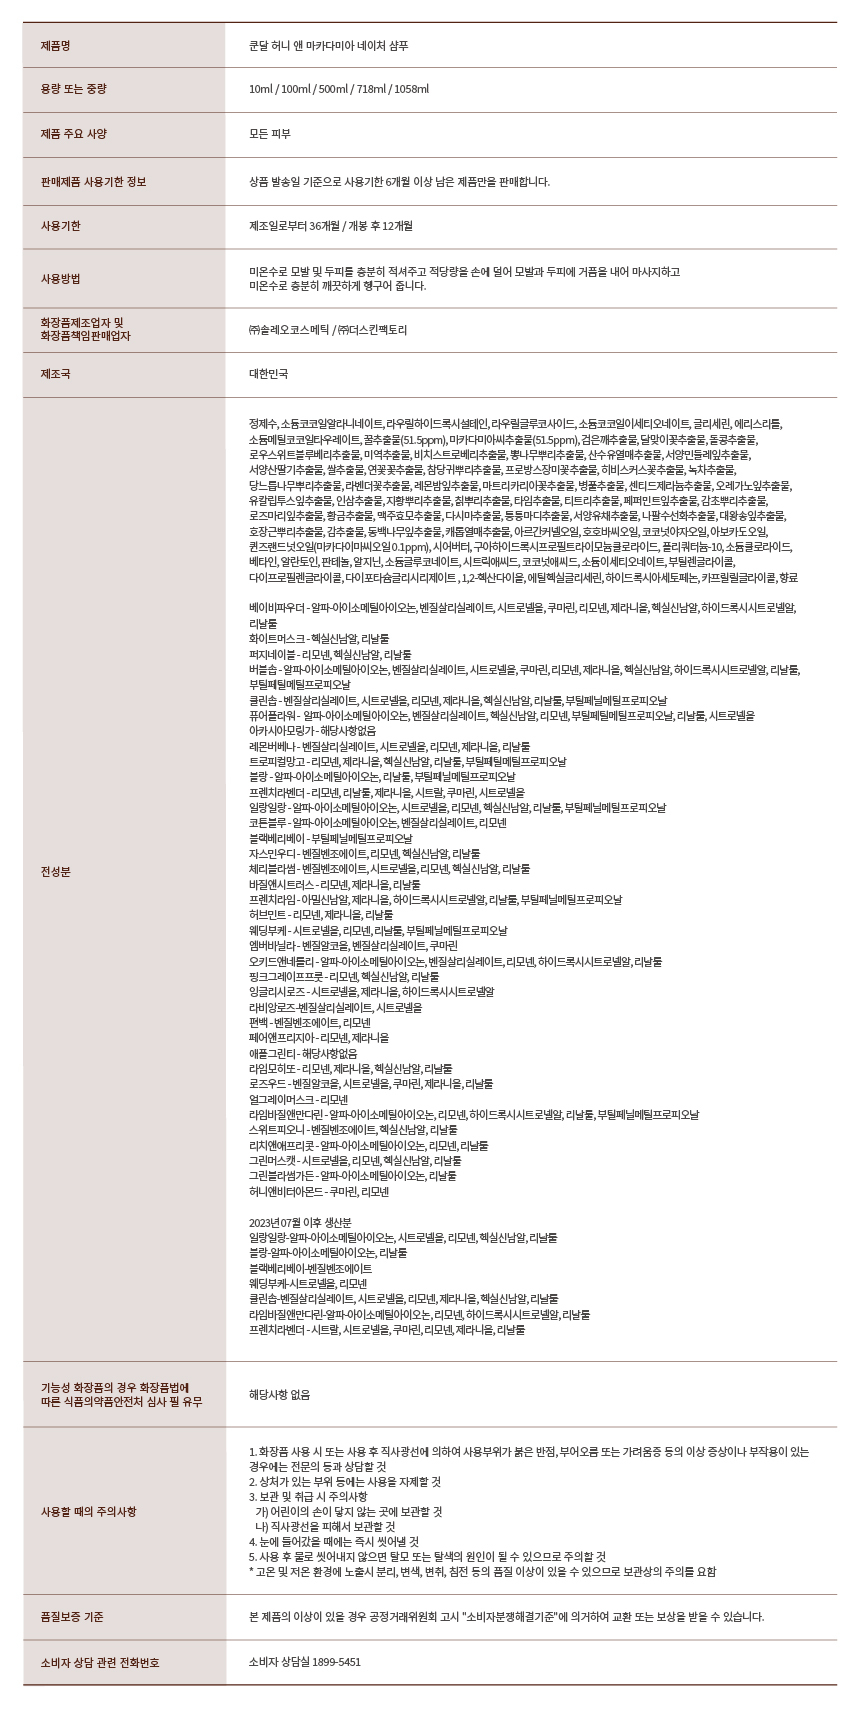 제품명
쿤달 허니 앤 마카다미아 네이처 샴푸
용량 또는 중량
10ml / 100ml / 500ml / 718ml / 1058ml
제품 주요 사양
모든 피부
판매제품 사용기한 정보
상품 발송일 기준으로 사용기한 6개월 이상 남은 제품만을 판매합니다.
사용기한
제조일로부터 36개월 / 개봉 후 12개월
사용방법
미온수로 모발 및 두피를 충분히 적셔주고 적당량을 손에 덜어 모발과 두피에 거품을 내어 마사지하고
미온수로 충분히 깨끗하게 헹구어 줍니다.
화장품제조업자 및
화장품책임판매업자
㈜솔레오코스메틱 / ㈜더스킨팩토리
제조국
대한민국
전성분
정제수, 소듐코코일알라니네이트, 라우릴하이드록시설테인, 라우릴글루코사이드, 소듐코코일이세티오네이트, 글리세린, 에리스리톨,
소듐메틸코코일타우레이트, 꿀추출물(51.5ppm), 마카다미아씨추출물(51.5ppm), 검은깨추출물, 달맞이꽃추출물, 돌콩추출물,
로우스위트블루베리추출물, 미역추출물, 비치스트로베리추출물, 뽕나무뿌리추출물, 산수유열매추출물, 서양민들레잎추출물,
서양산딸기추출물, 쌀추출물, 연꽃꽃추출물, 참당귀뿌리추출물, 프로방스장미꽃추출물, 히비스커스꽃추출물, 녹차추출물,
당느릅나무뿌리추출물, 라벤더꽃추출물, 레몬밤잎추출물, 마트리카리아꽃추출물, 병풀추출물, 센티드제라늄추출물, 오레가노잎추출물,
유칼립투스잎추출물, 인삼추출물, 지황뿌리추출물, 칡뿌리추출물, 타임추출물, 티트리추출물, 페퍼민트잎추출물, 감초뿌리추출물,
로즈마리잎추출물, 황금추출물, 맥주효모추출물, 다시마추출물, 퉁퉁마디추출물, 서양유채추출물, 나팔수선화추출물, 대왕송잎추출물,
호장근뿌리추출물, 감추출물, 동백나무잎추출물, 캐롭열매추출물, 아르간커넬오일, 호호바씨오일, 코코넛야자오일, 아보카도오일,
퀸즈랜드넛오일(마카다미아씨오일 0.1ppm), 시어버터, 구아하이드록시프로필트라이모늄클로라이드, 폴리쿼터늄-10, 소듐클로라이드,
베타인, 알란토인, 판테놀, 알지닌, 소듐글루코네이트, 시트릭애씨드, 코코넛애씨드, 소듐이세티오네이트, 부틸렌글라이콜,
다이프로필렌글라이콜, 다이포타슘글리시리제이트 , 1,2-헥산다이올, 에틸헥실글리세린, 하이드록시아세토페논, 카프릴릴글라이콜, 향료
베이비파우더 - 알파-아이소메틸아이오논, 벤질살리실레이트, 시트로넬올, 쿠마린, 리모넨, 제라니올, 헥실신남알, 하이드록시시트로넬알,
리날룰
화이트머스크 - 헥실신남알, 리날룰
퍼지네이블 - 리모넨, 헥실신남알, 리날룰
버블솝 - 알파-아이소메틸아이오논, 벤질살리실레이트, 시트로넬올, 쿠마린, 리모넨, 제라니올, 헥실신남알, 하이드록시시트로넬알, 리날룰,
부틸페닐메틸프로피오날
클린솝 - 벤질살리실레이트, 시트로넬올, 리모넨, 제라니올, 헥실신남알, 리날룰, 부틸페닐메틸프로피오날
퓨어플라워 - 알파-아이소메틸아이오논, 벤질살리실레이트, 헥실신남알, 리모넨, 부틸페틸메틸프로피오날, 리날룰, 시트로넬올
아카시아모링가 - 해당사항없음
레몬버베나 - 벤질살리실레이트, 시트로넬올, 리모넨, 제라니올, 리날룰
트로피컬망고 - 리모넨, 제라니올, 헥실신남알, 리날룰, 부틸페틸메틸프로피오날
블랑 - 알파-아이소메틸아이오논, 리날룰, 부틸페닐메틸프로피오날
프렌치라벤더 - 리모넨, 리날룰, 제라니올, 시트랄, 쿠마린, 시트로넬올
일랑일랑 - 알파-아이소메틸아이오논, 시트로넬올, 리모넨, 헥실신남알, 리날룰, 부틸페닐메틸프로피오날
코튼블루 - 알파-아이소메틸아이오논, 벤질살리실레이트, 리모넨
블랙베리베이 - 부틸페닐메틸프로피오날
자스민우디 - 벤질벤조에이트, 리모넨, 헥실신남알, 리날룰
체리블라썸 - 벤질벤조에이트, 시트로넬올, 리모넨, 헥실신남알, 리날룰
바질앤시트러스 - 리모넨, 제라니올, 리날룰
프렌치라임 - 아밀신남알, 제라니올, 하이드록시시트로넬알, 리날룰, 부틸페닐메틸프로피오날
허브민트 - 리모넨, 제라니올, 리날룰
웨딩부케 - 시트로넬올, 리모넨, 리날룰, 부틸페닐메틸프로피오날
엠버바닐라 - 벤질알코올, 벤질살리실레이트, 쿠마린
오키드앤네롤리 - 알파-아이소메틸아이오논, 벤질살리실레이트, 리모넨, 하이드록시시트로넬알, 리날룰
핑크그레이프프룻 - 리모넨, 헥실신남알, 리날룰
잉글리시로즈 - 시트로넬올, 제라니올, 하이드록시시트로넬알
라비앙로즈-벤질살리실레이트, 시트로넬올
편백 - 벤질벤조에이트, 리모넨
페어앤프리지아 - 리모넨, 제라니올
애플그린티 - 해당사항없음
라임모히또 - 리모넨, 제라니올, 헥실신남알, 리날룰
로즈우드 - 벤질알코올, 시트로넬올, 쿠마린, 제라니올, 리날룰
얼그레이머스크 - 리모넨
라임바질앤만다린 - 알파-아이소메틸아이오논, 리모넨, 하이드록시시트로넬알, 리날룰, 부틸페닐메틸프로피오날
스위트피오니 - 벤질벤조에이트, 헥실신남알, 리날룰
리치앤애프리콧 - 알파-아이소메틸아이오논, 리모넨, 리날룰
그린머스캣 - 시트로넬올, 리모넨, 헥실신남알, 리날룰
그린블라썸가든 - 알파-아이소메틸아이오논, 리날룰
허니앤비터아몬드 - 쿠마린, 리모넨
2023년 07월 이후 생산분
일랑일랑-알파-아이소메틸아이오논, 시트로넬올, 리모넨, 헥실신남알, 리날룰
블랑-알파-아이소메틸아이오논, 리날룰
블랙베리베이-벤질벤조에이트
웨딩부케-시트로넬올, 리모넨
클린솝-벤질살리실레이트, 시트로넬올, 리모넨, 제라니올, 헥실신남알, 리날룰
라임바질앤만다린-알파-아이소메틸아이오논, 리모넨, 하이드록시시트로넬알, 리날룰
프렌치라벤더 - 시트랄, 시트로넬올, 쿠마린, 리모넨, 제라니올, 리날룰
기능성 화장품의 경우 화장품법에
따른 식품의약품안전처 심사 필 유무
해당사항 없음
사용할 때의 주의사항
1. 화장품 사용 시 또는 사용 후 직사광선에 의하여 사용부위가 붉은 반점, 부어오름 또는 가려움증 등의 이상 증상이나 부작용이 있는
경우에는 전문의 등과 상담할 것
2. 상처가 있는 부위 등에는 사용을 자제할 것
3. 보관 및 취급 시 주의사항
가) 어린이의 손이 닿지 않는 곳에 보관할 것
나) 직사광선을 피해서 보관할 것
4. 눈에 들어갔을 때에는 즉시 씻어낼 것
5. 사용 후 물로 씻어내지 않으면 탈모 또는 탈색의 원인이 될 수 있으므로 주의할 것
* 고온 및 저온 환경에 노출시 분리, 변색, 변취, 침전 등의 품질 이상이 있을 수 있으므로 보관상의 주의를 요함
품질보증 기준
본 제품의 이상이 있을 경우 공정거래위원회 고시 "소비자분쟁해결기준"에 의거하여 교환 또는 보상을 받을 수 있습니다.
소비자 상담 관련 전화번호
소비자 상담실 1899-5451